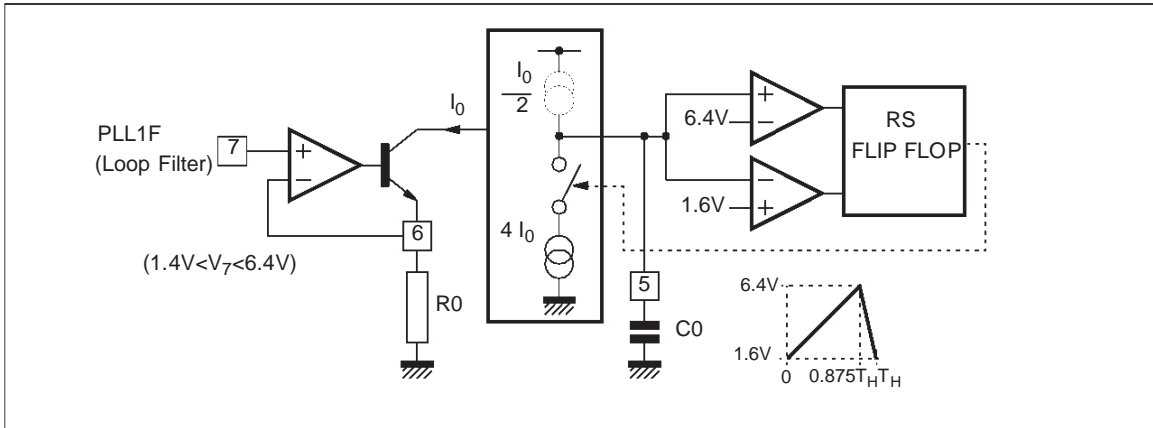 PLL1F
(Loop Filter)
7
+
−
6
(1.4V<V7<6.4V)
R0
I0
I0
2
4 I0
5
C0
+
6.4V
−
−
1.6V
+
RS
FLIP FLOP
6.4V
1.6V
0
0.875TH
TH